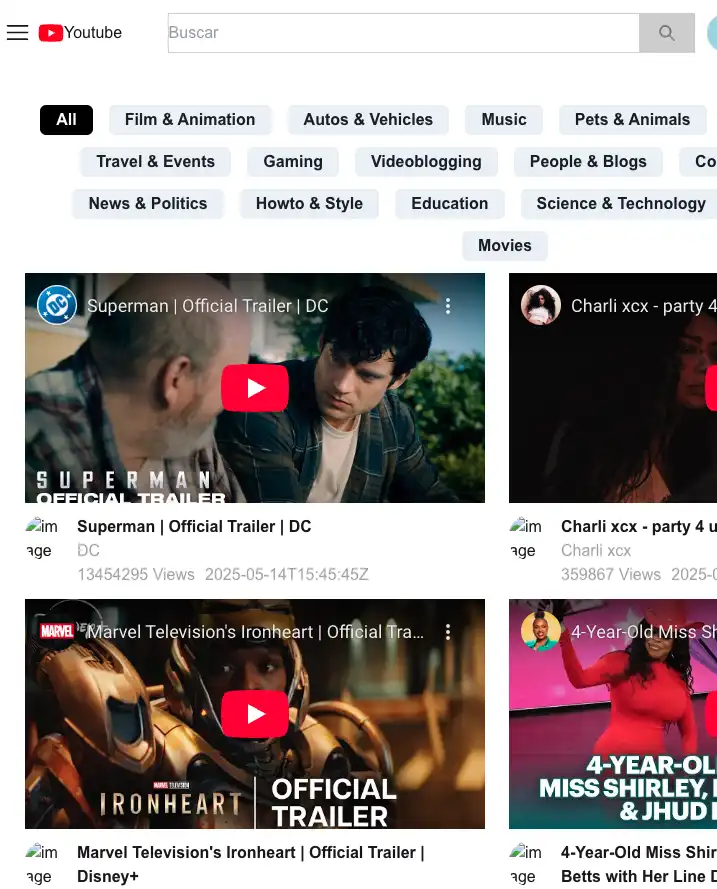 Youtube
Buscar
All Film & Animation Autos & Vehicles Music Pets & Animals
Travel & Events Gaming Videoblogging People & Blogs Co
News & Politics Howto & Style Education Science & Technology
Movies
DC Superman | Official Trailer | DC
SUPERMAN
OFFICIAL TRAILER
image
Superman | Official Trailer | DC
DC
13454295 Views 2025-05-14T15:45:45Z
Charli xcx - party 4
image
Charli xcx - party 4 u
Charli xcx
359867 Views 2025-0
MARVEL Marvel Television's Ironheart | Official Tra...
MARVEL TELEVISION
IRONHEART
OFFICIAL
TRAILER
image
Marvel Television's Ironheart | Official Trailer |
Disney+
4-Year-Old Miss Sh
4-YEAR-OL
MISS SHIRLEY,
& JHUD
image
4-Year-Old Miss Shir
Betts with Her Line D